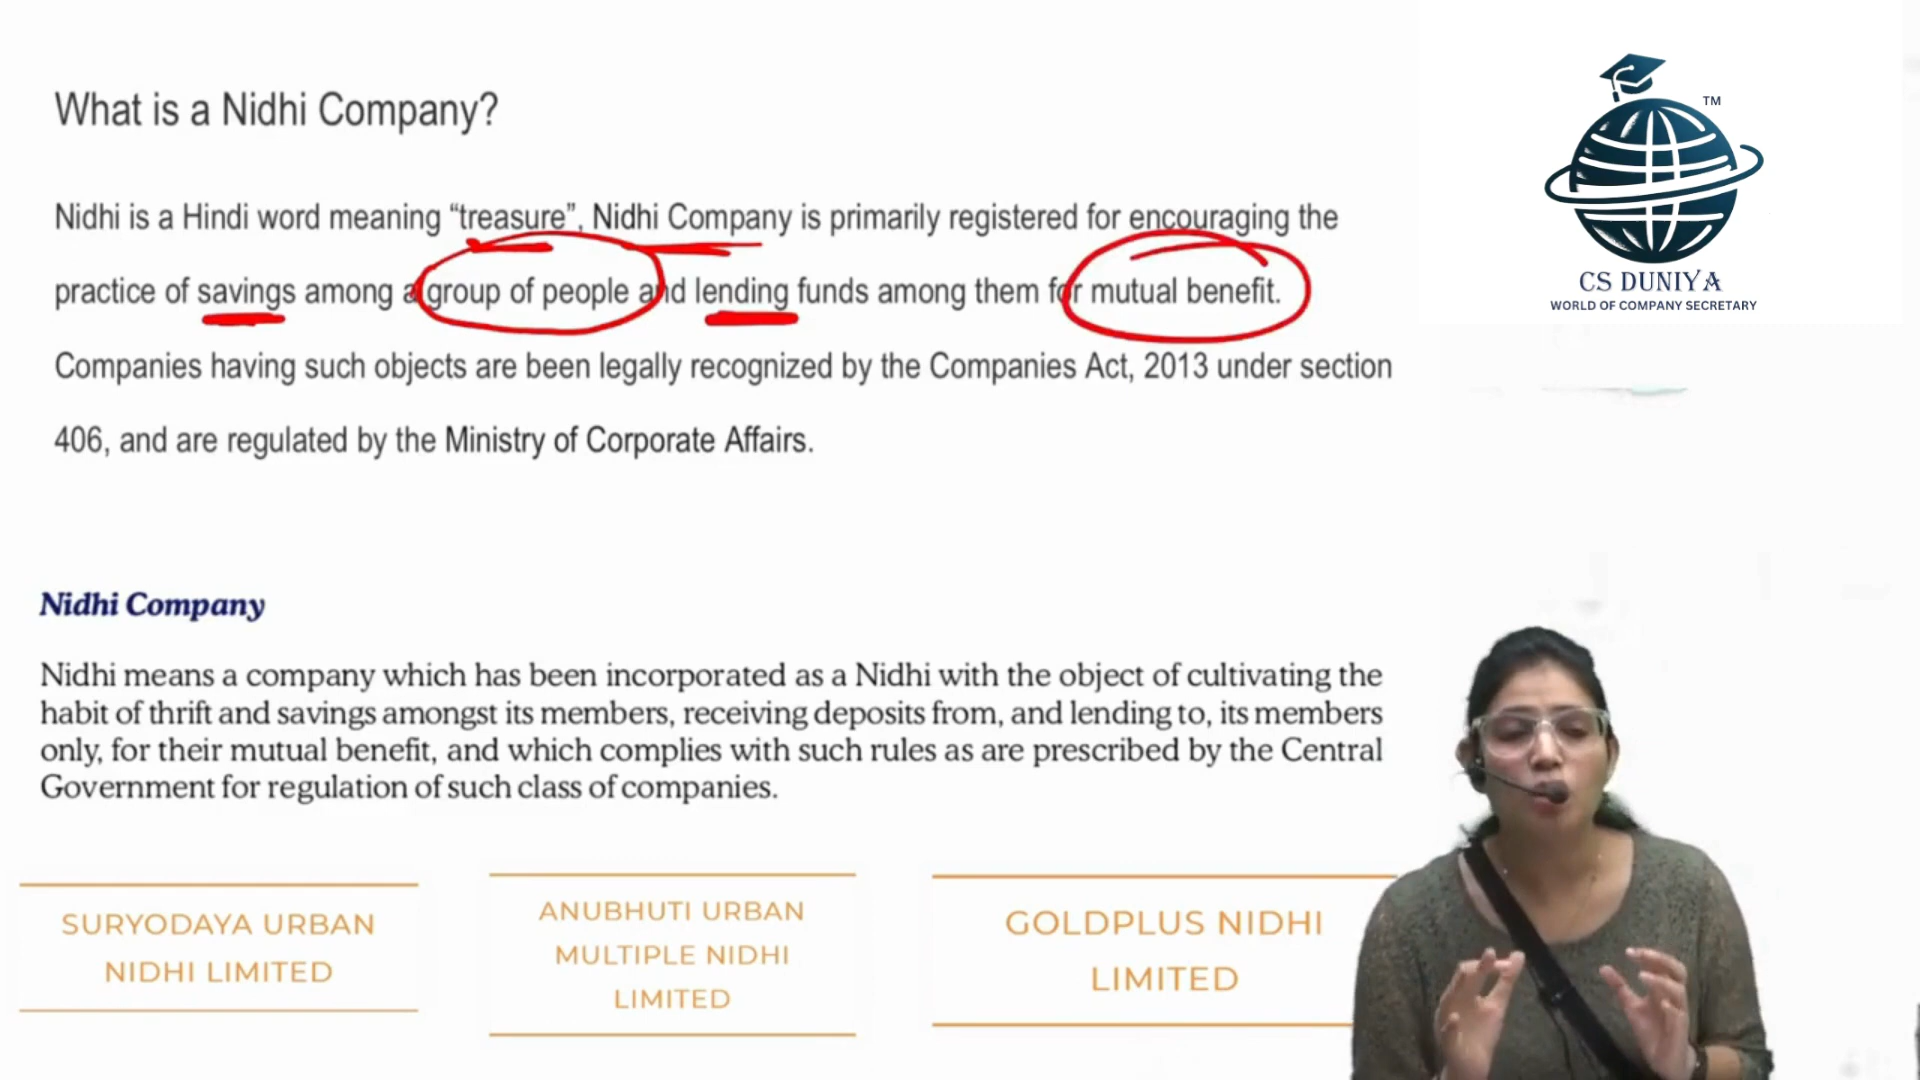 What is a Nidhi Company?
Nidhi is a Hindi word meaning “treasure”, Nidhi Company is primarily registered for encouraging the
practice of savings among a group of people and lending funds among them for mutual benefit.
Companies having such objects are been legally recognized by the Companies Act, 2013 under section
406, and are regulated by the Ministry of Corporate Affairs.
TM
CS DUNIYA
WORLD OF COMPANY SECRETARY
Nidhi Company
Nidhi means a company which has been incorporated as a Nidhi with the object of cultivating the
habit of thrift and savings amongst its members, receiving deposits from, and lending to, its members
only, for their mutual benefit, and which complies with such rules as are prescribed by the Central
Government for regulation of such class of companies.
SURYODAYA URBAN
NIDHI LIMITED
ANUBHUTI URBAN
MULTIPLE NIDHI
LIMITED
GOLDPLUS NIDHI
LIMITED